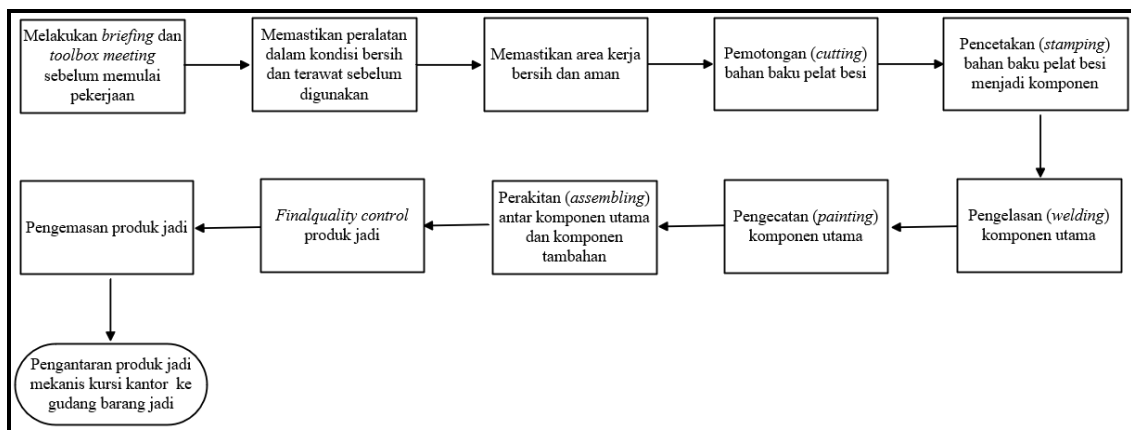 Melakukan briefing dan
toolbox meeting
sebelum memulai
pekerjaan
Memastikan peralatan
dalam kondisi bersih
dan terawat sebelum
digunakan
Memastikan area kerja
bersih dan aman
Pemotongan (cutting)
bahan baku pelat besi
Pencetakan (stamping)
bahan baku pelat besi
menjadi komponen
Pengelasan (welding)
komponen utama
Pengecatan (painting)
komponen utama
Perakitan (assembling)
antar komponen utama
dan komponen
tambahan
Finalquality control
produk jadi
Pengemasan produk jadi
Pengantaran produk jadi
mekanis kursi kantor ke
gudang barang jadi